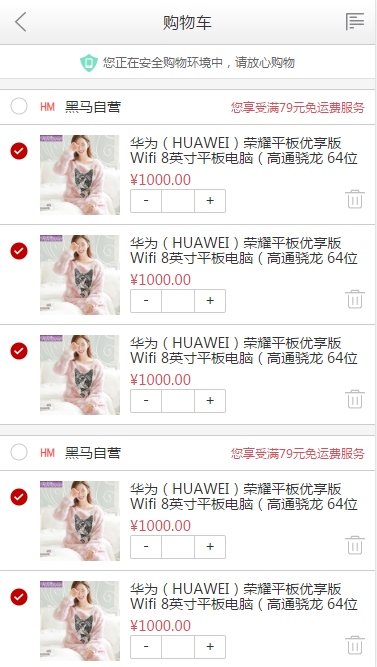 购物车
您正在安全购物环境中，请放心购物
HM 黑马自营 您享受满79元免运费服务
华为（HUAWEI）荣耀平板优享版
Wifi 8英寸平板电脑（高通骁龙 64位
¥1000.00
- +
华为（HUAWEI）荣耀平板优享版
Wifi 8英寸平板电脑（高通骁龙 64位
¥1000.00
- +
华为（HUAWEI）荣耀平板优享版
Wifi 8英寸平板电脑（高通骁龙 64位
¥1000.00
- +
HM 黑马自营 您享受满79元免运费服务
华为（HUAWEI）荣耀平板优享版
Wifi 8英寸平板电脑（高通骁龙 64位
¥1000.00
- +
华为（HUAWEI）荣耀平板优享版
Wifi 8英寸平板电脑（高通骁龙 64位
¥1000.00
- +